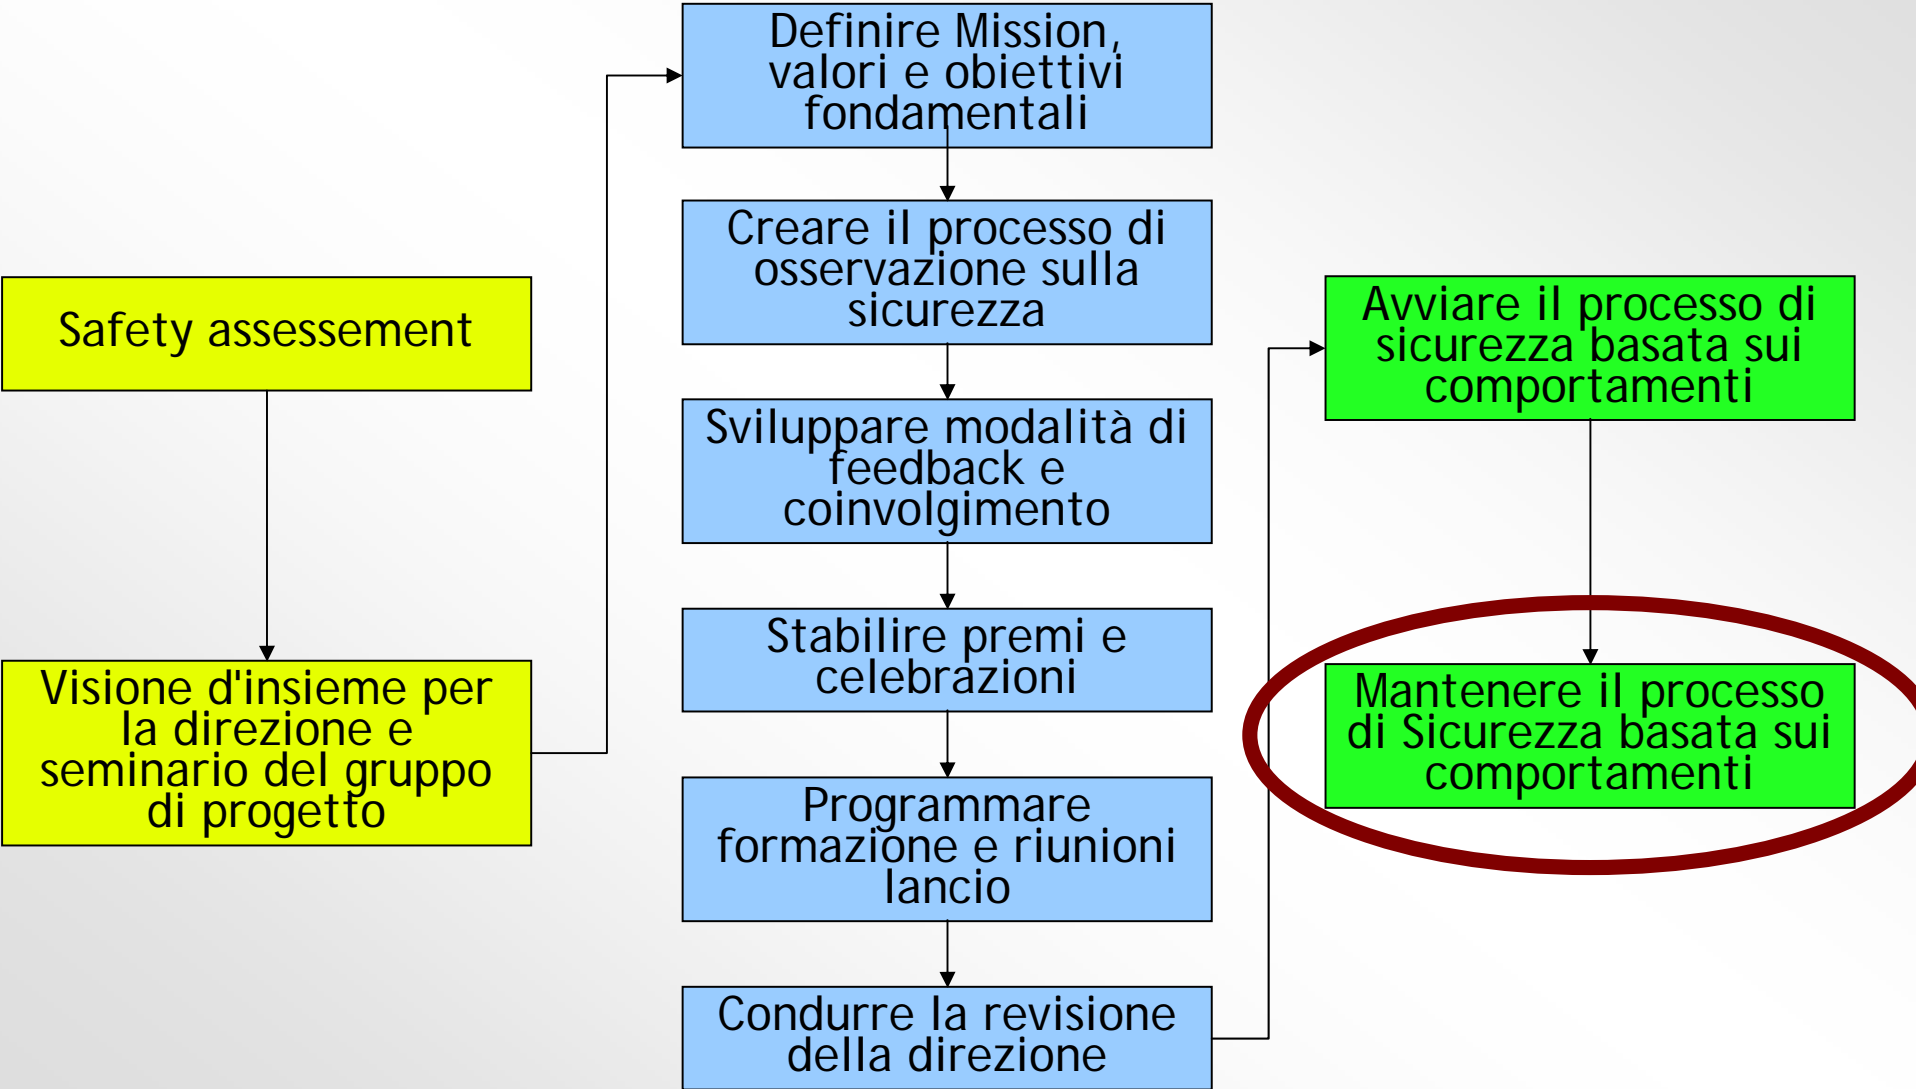 Safety assessement
Visione d'insieme per
la direzione e
seminario del gruppo
di progetto
Definire Mission,
valori e obiettivi
fondamentali
Creare il processo di
osservazione sulla
sicurezza
Sviluppare modalità di
feedback e
coinvolgimento
Stabilire premi e
celebrazioni
Programmare
formazione e riunioni
lancio
Condurre la revisione
della direzione
Avviare il processo di
sicurezza basata sui
comportamenti
Mantenere il processo
di Sicurezza basata sui
comportamenti